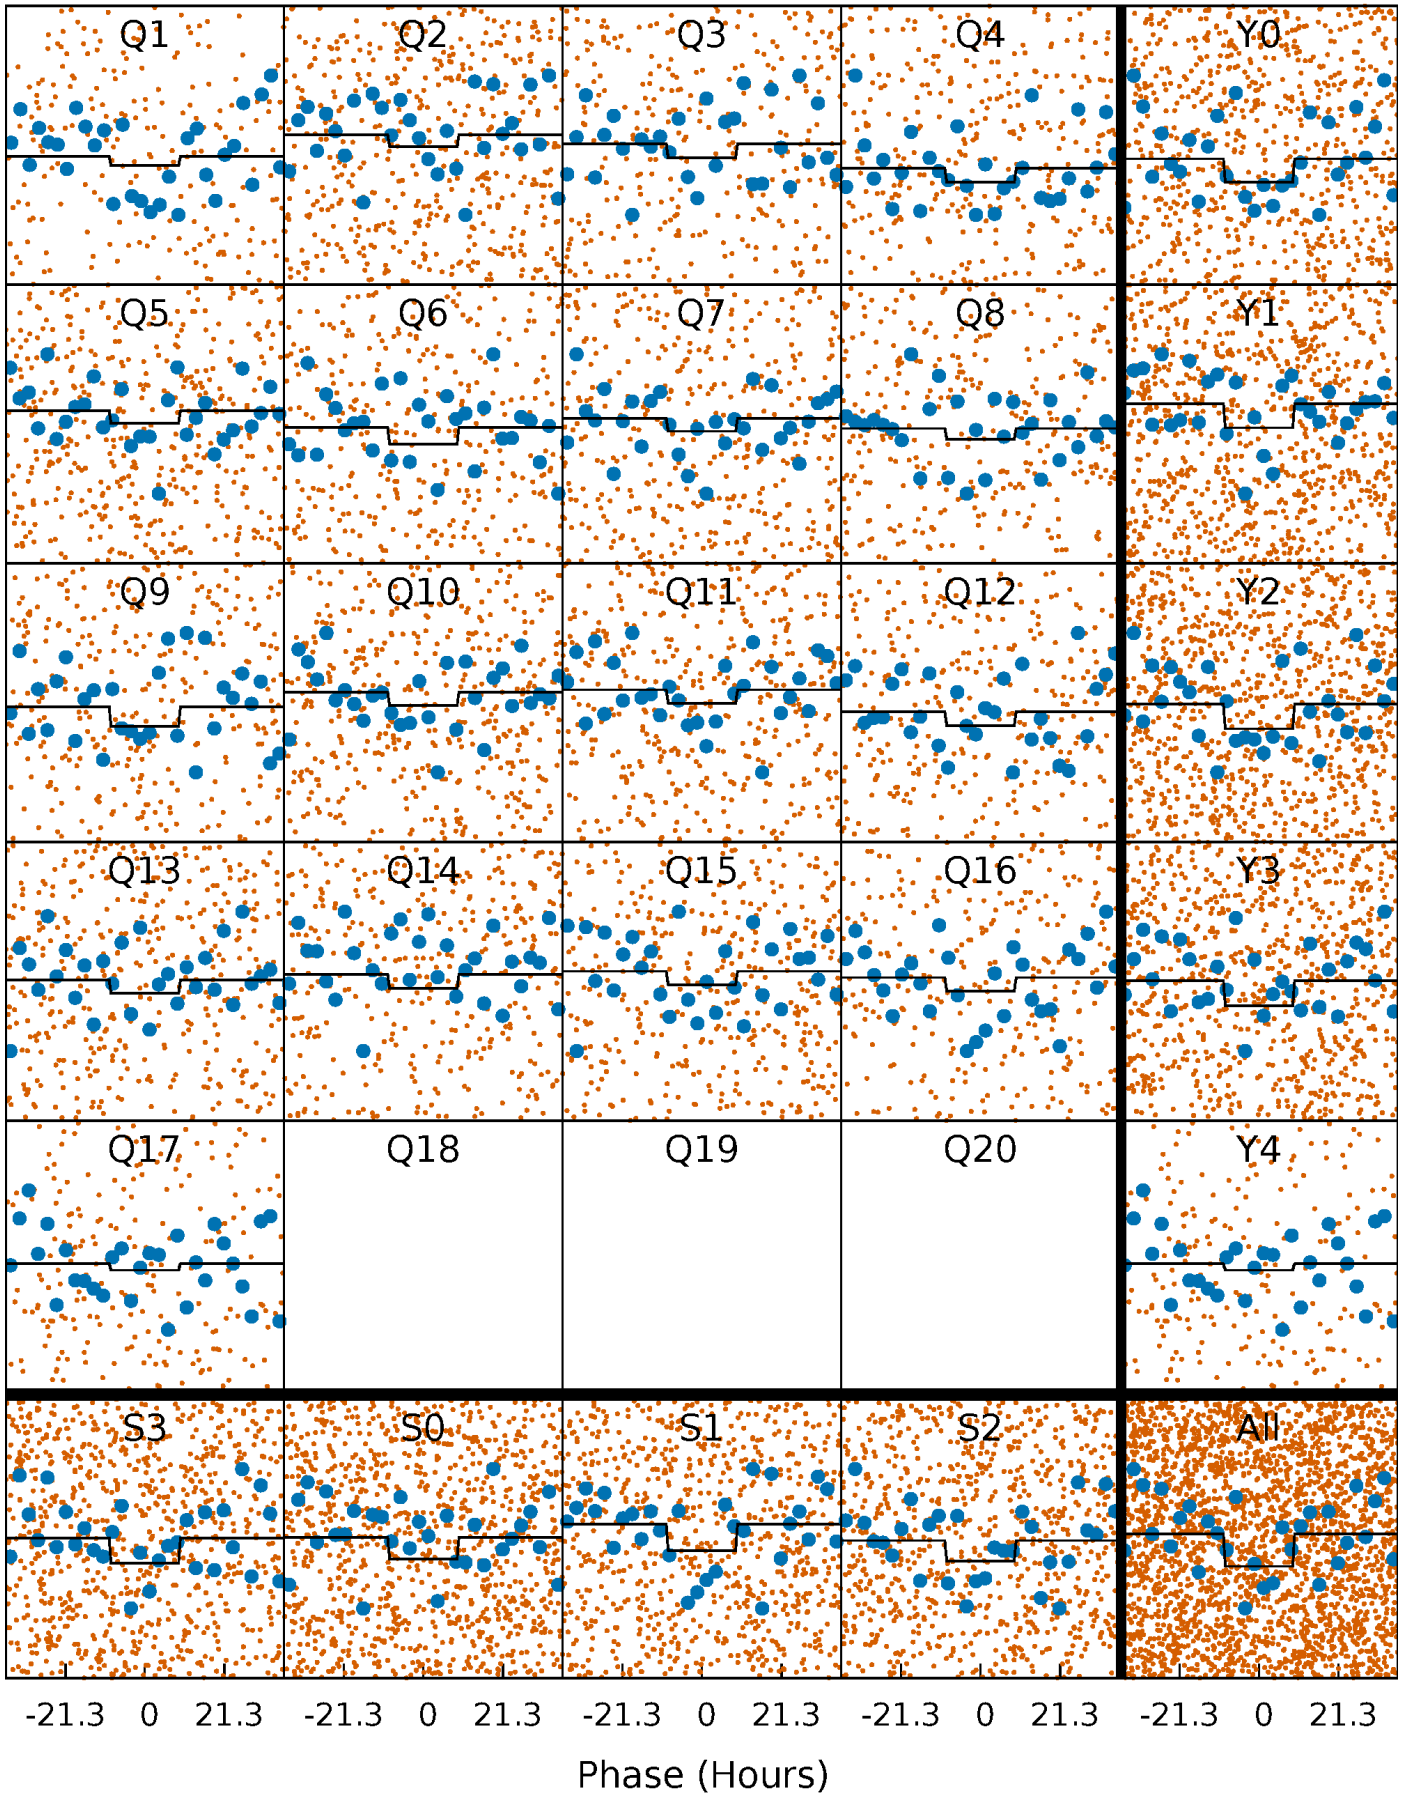 Q1 Q2 Q3 Q4 Y0
Q5 Q6 Q7 Q8 Y1
Q9 Q10 Q11 Q12 Y2
Q13 Q14 Q15 Q16 Y3
Q17 Q18 Q19 Q20 Y4
S3 S0 S1 S2 All
-21.3 0 21.3 -21.3 0 21.3 -21.3 0 21.3 -21.3 0 21.3 -21.3 0 21.3
Phase (Hours)